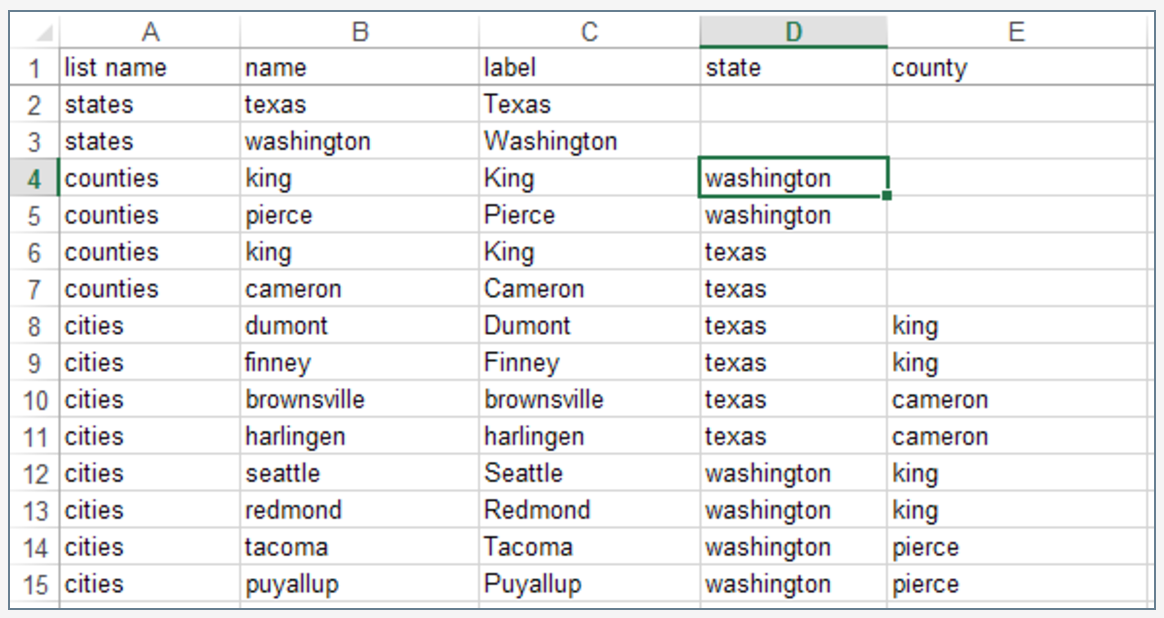 A B C D E
1 list name name label state county
2 states texas Texas
3 states washington Washington
4 counties king King washington
5 counties pierce Pierce washington
6 counties king King texas
7 counties cameron Cameron texas
8 cities dumont Dumont texas king
9 cities finney Finney texas king
10 cities brownsville brownsville texas cameron
11 cities harlingen harlingen texas cameron
12 cities seattle Seattle washington king
13 cities redmond Redmond washington king
14 cities tacoma Tacoma washington pierce
15 cities puyallup Puyallup washington pierce